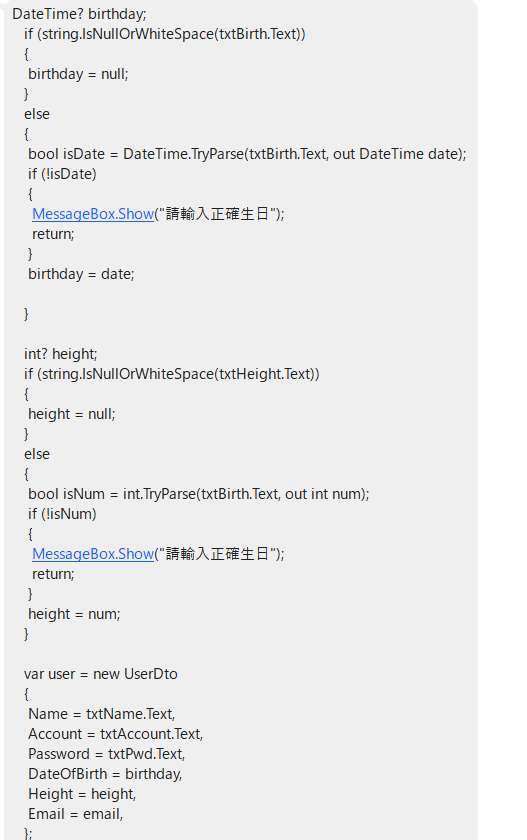 DateTime? birthday;
if (string.IsNullOrWhiteSpace(txtBirth.Text))
{
birthday = null;
}
else
{
bool isDate = DateTime.TryParse(txtBirth.Text, out DateTime date);
if (!isDate)
{
MessageBox.Show("請輸入正確生日");
return;
}
birthday = date;
}
int? height;
if (string.IsNullOrWhiteSpace(txtHeight.Text))
{
height = null;
}
else
{
bool isNum = int.TryParse(txtBirth.Text, out int num);
if (!isNum)
{
MessageBox.Show("請輸入正確生日");
return;
}
height = num;
}
var user = new UserDto
{
Name = txtName.Text,
Account = txtAccount.Text,
Password = txtPwd.Text,
DateOfBirth = birthday,
Height = height,
Email = email,
};